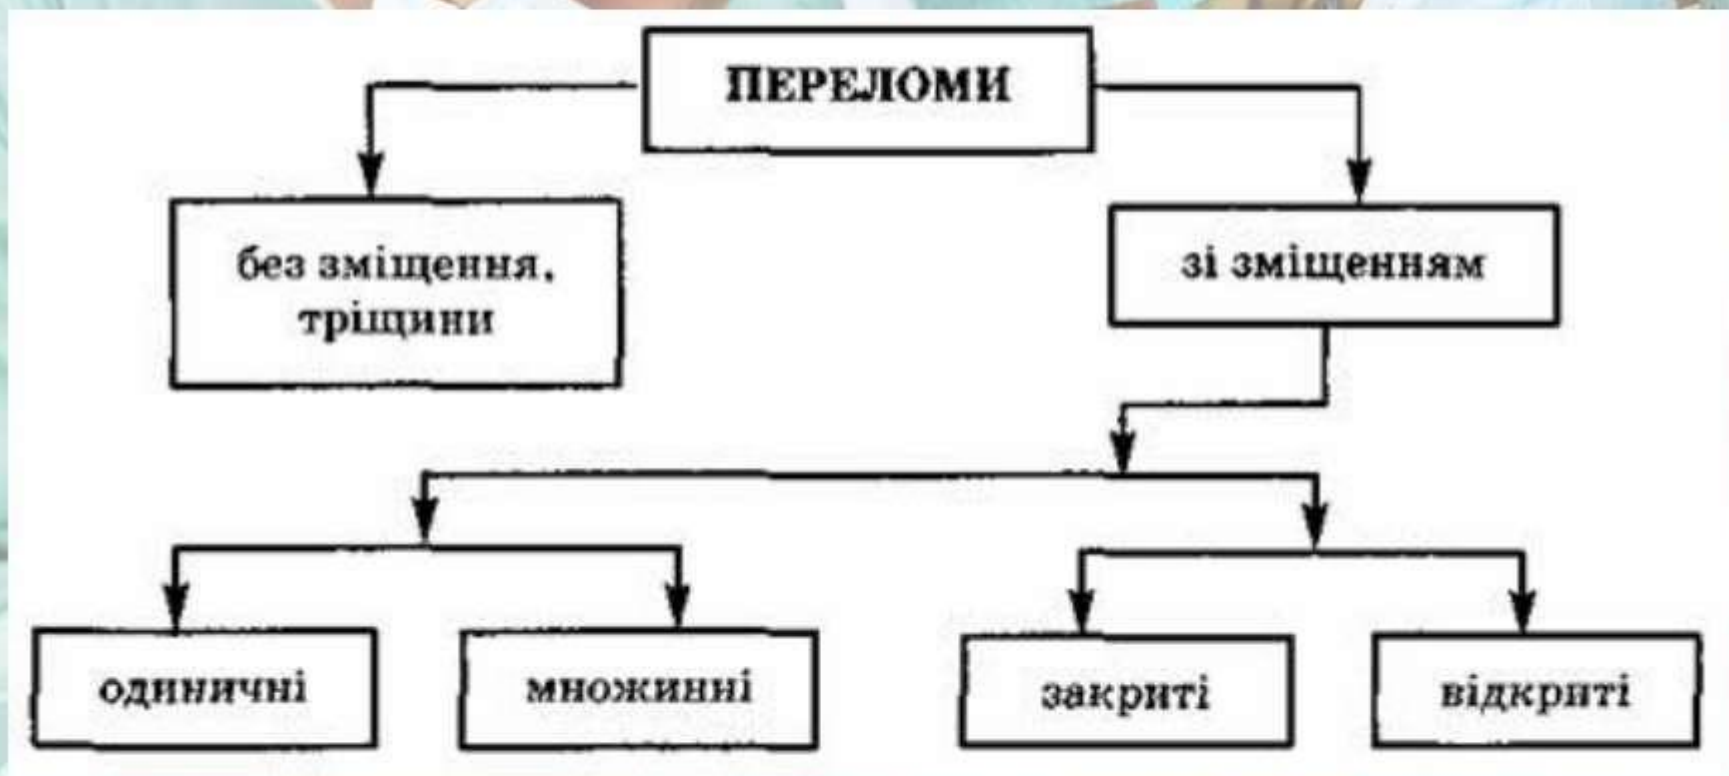 ПЕРЕЛОМИ
без зміщення,
тріщини
зі зміщенням
одиничні
множинні
закриті
відкриті